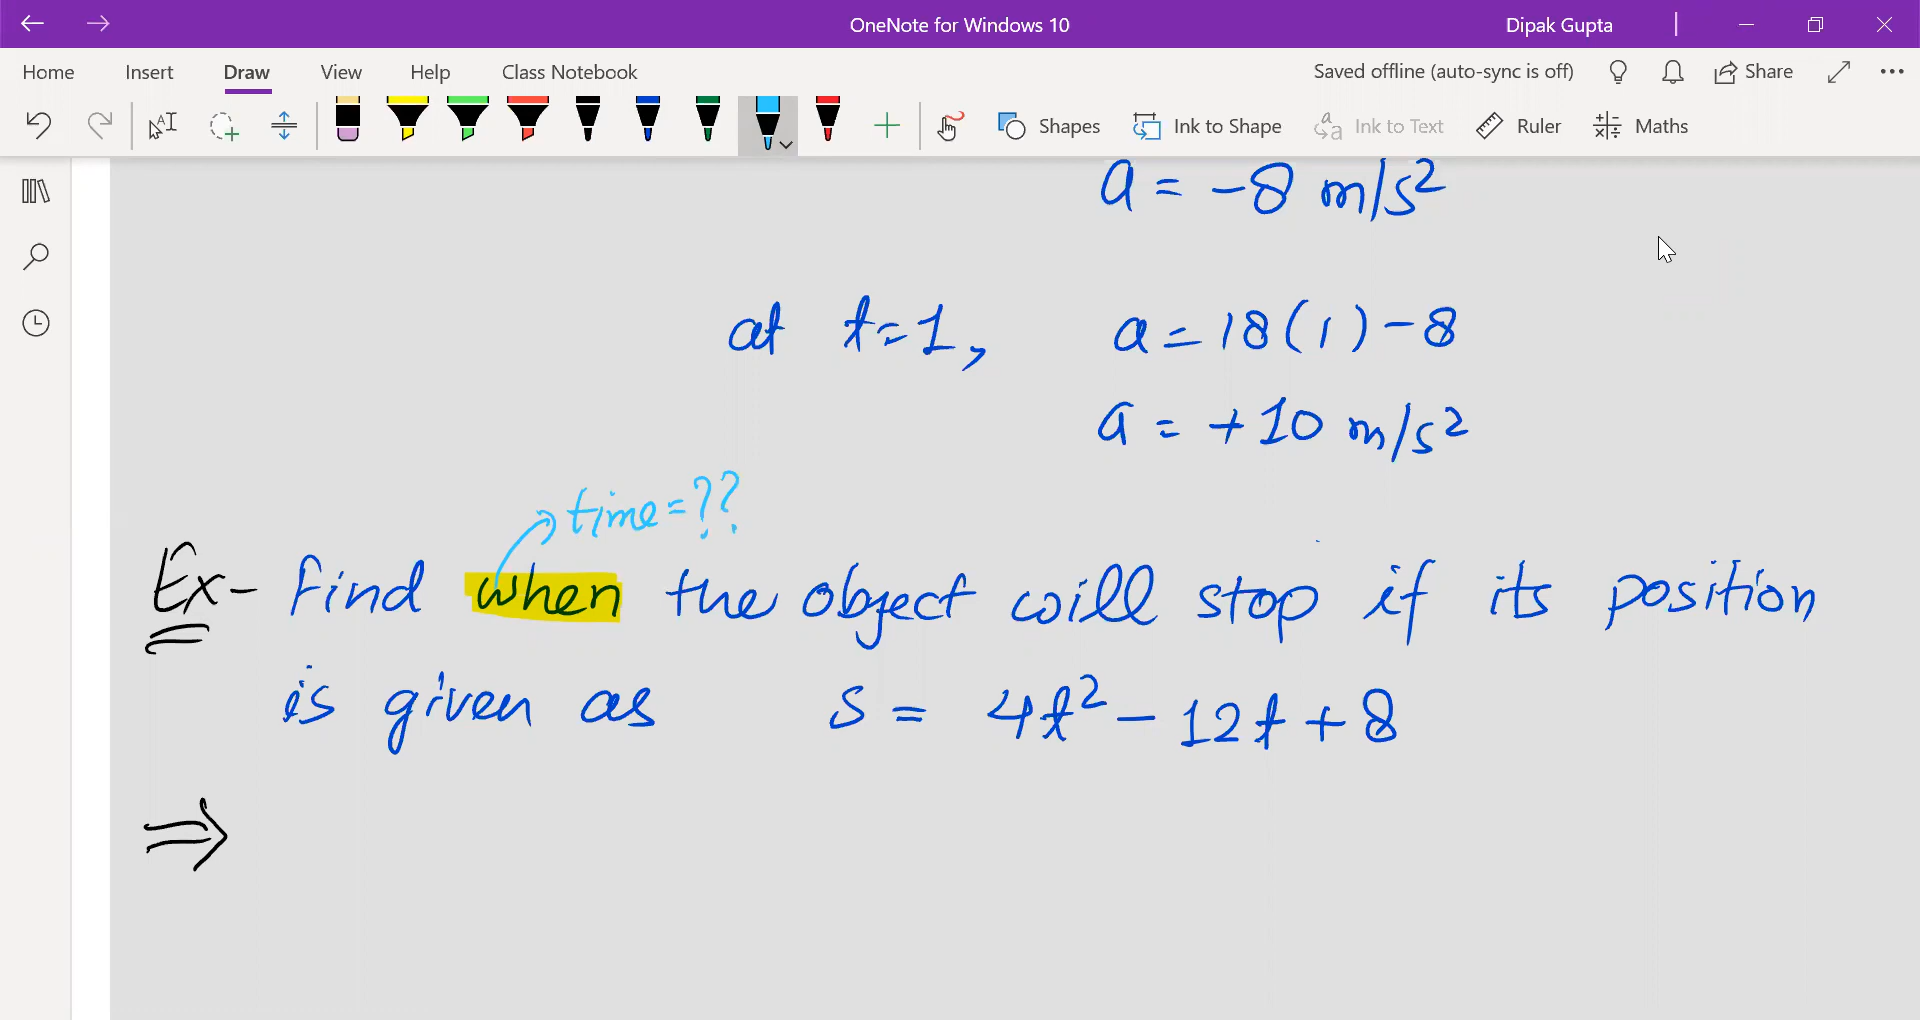 OneNote for Windows 10
Dipak Gupta
Home Insert Draw View Help Class Notebook
Saved offline (auto-sync is off) Share
Shapes Ink to Shape Ink to Text Ruler Maths
a = -8 m/s²
at t=1, a = 18(1) - 8
a = +10 m/s²
time = ??
Ex- find when the object will stop if its position
is given as s = 4t² - 12t + 8
⇒